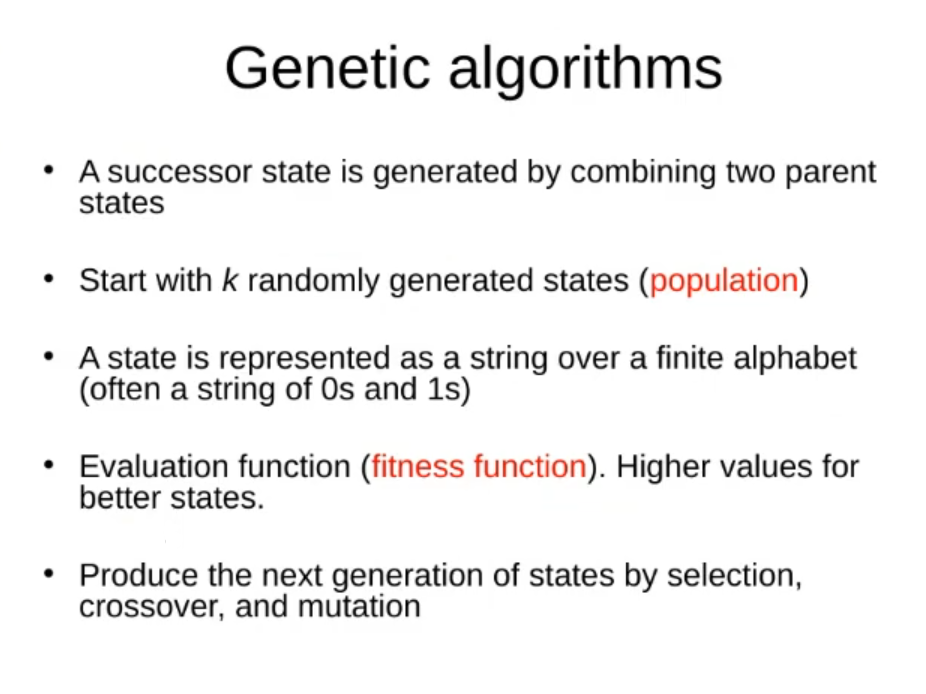 Genetic algorithms
• A successor state is generated by combining two parent
states
• Start with k randomly generated states (population)
• A state is represented as a string over a finite alphabet
(often a string of 0s and 1s)
• Evaluation function (fitness function). Higher values for
better states.
• Produce the next generation of states by selection,
crossover, and mutation